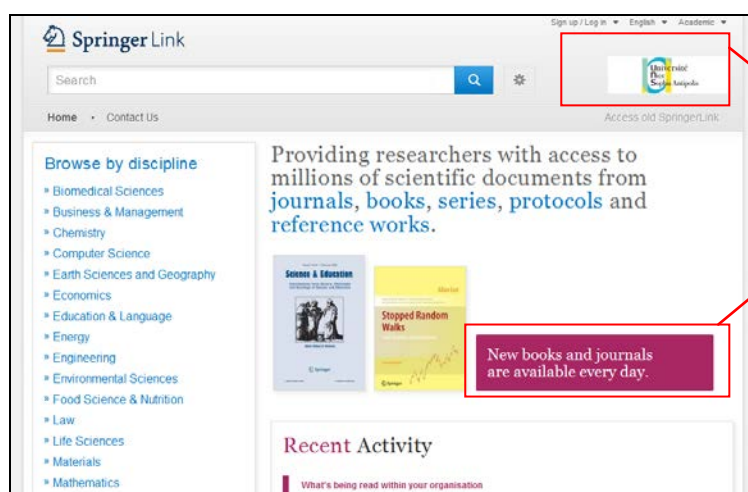 Sign up / Log in English Academic
Springer Link
Search
Université
Nice
Sophia Antipolis
Home · Contact Us
Access old SpringerLink
Browse by discipline
» Biomedical Sciences
» Business & Management
» Chemistry
» Computer Science
» Earth Sciences and Geography
» Economics
» Education & Language
» Energy
» Engineering
» Environmental Sciences
» Food Science & Nutrition
» Law
» Life Sciences
» Materials
» Mathematics
Providing researchers with access to
millions of scientific documents from
journals, books, series, protocols and
reference works.
Science & Education
Springer
Stopped Random
Walks
Springer
New books and journals
are available every day.
Recent Activity
What's being read within your organisation